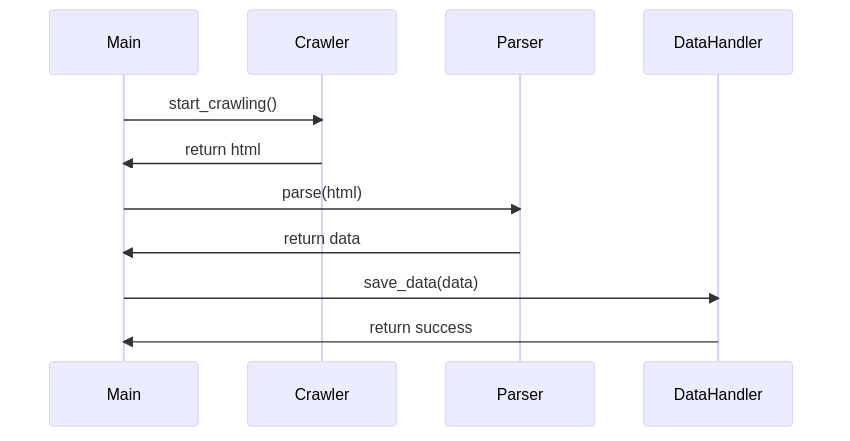 Main
Crawler
Parser
DataHandler
start_crawling()
return html
parse(html)
return data
save_data(data)
return success
Main
Crawler
Parser
DataHandler